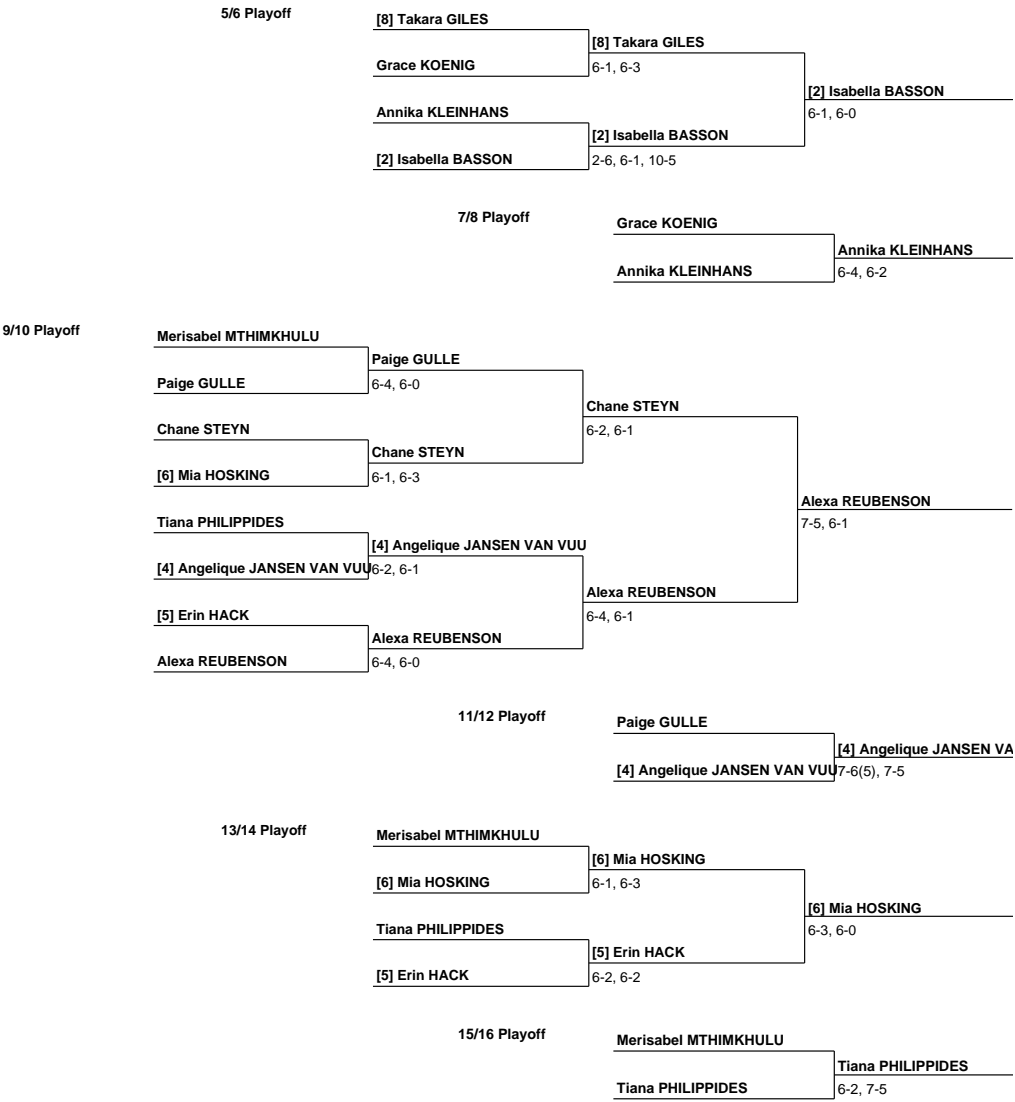 5/6 Playoff
[8] Takara GILES
[8] Takara GILES
Grace KOENIG
6-1, 6-3
[2] Isabella BASSON
6-1, 6-0
Annika KLEINHANS
[2] Isabella BASSON
[2] Isabella BASSON
2-6, 6-1, 10-5
7/8 Playoff
Grace KOENIG
Annika KLEINHANS
Annika KLEINHANS
6-4, 6-2
9/10 Playoff
Merisabel MTHIMKHULU
Paige GULLE
Paige GULLE
6-4, 6-0
Chane STEYN
6-2, 6-1
Chane STEYN
Chane STEYN
[6] Mia HOSKING
6-1, 6-3
Alexa REUBENSON
7-5, 6-1
Tiana PHILIPPIDES
[4] Angelique JANSEN VAN VUU
[4] Angelique JANSEN VAN VUU
6-2, 6-1
Alexa REUBENSON
6-4, 6-1
[5] Erin HACK
Alexa REUBENSON
Alexa REUBENSON
6-4, 6-0
11/12 Playoff
Paige GULLE
[4] Angelique JANSEN VA
[4] Angelique JANSEN VAN VUU
7-6(5), 7-5
13/14 Playoff
Merisabel MTHIMKHULU
[6] Mia HOSKING
[6] Mia HOSKING
6-1, 6-3
[6] Mia HOSKING
6-3, 6-0
Tiana PHILIPPIDES
[5] Erin HACK
[5] Erin HACK
6-2, 6-2
15/16 Playoff
Merisabel MTHIMKHULU
Tiana PHILIPPIDES
Tiana PHILIPPIDES
6-2, 7-5